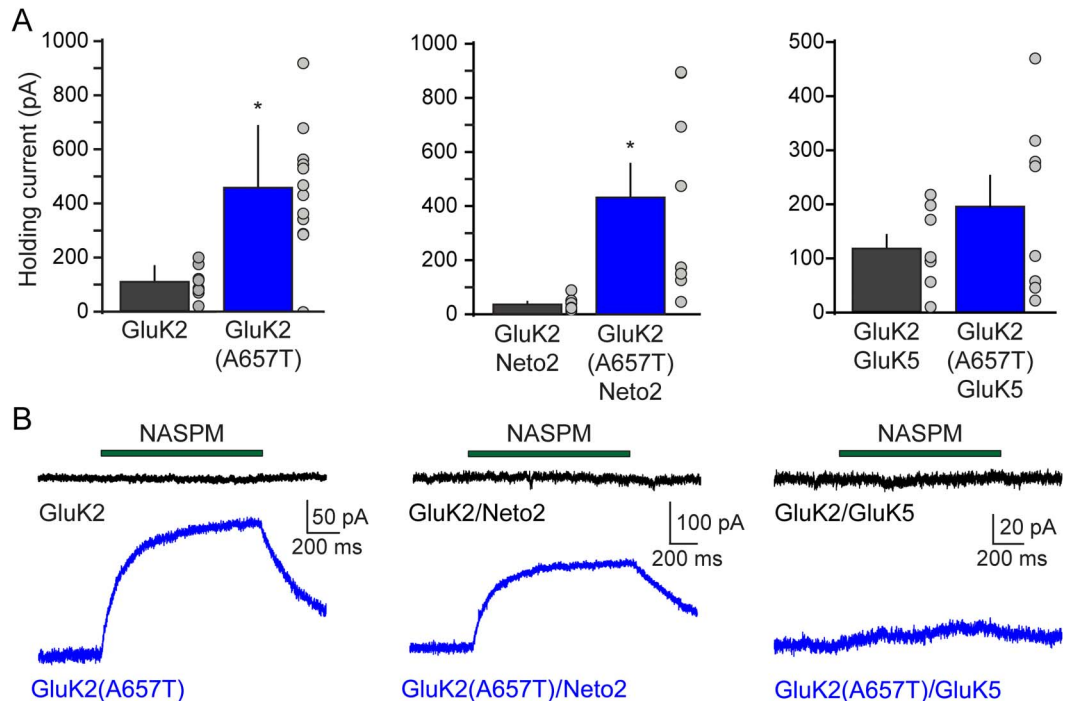 A
Holding current (pA)
1000
800
600
400
200
0
*
GluK2
GluK2
(A657T)
1000
800
600
400
200
0
*
GluK2
Neto2
GluK2
(A657T)
Neto2
500
400
300
200
100
0
GluK2
GluK5
GluK2
(A657T)
GluK5
B
NASPM
GluK2
50 pA
200 ms
GluK2(A657T)
NASPM
GluK2/Neto2
100 pA
200 ms
GluK2(A657T)/Neto2
NASPM
GluK2/GluK5
20 pA
200 ms
GluK2(A657T)/GluK5